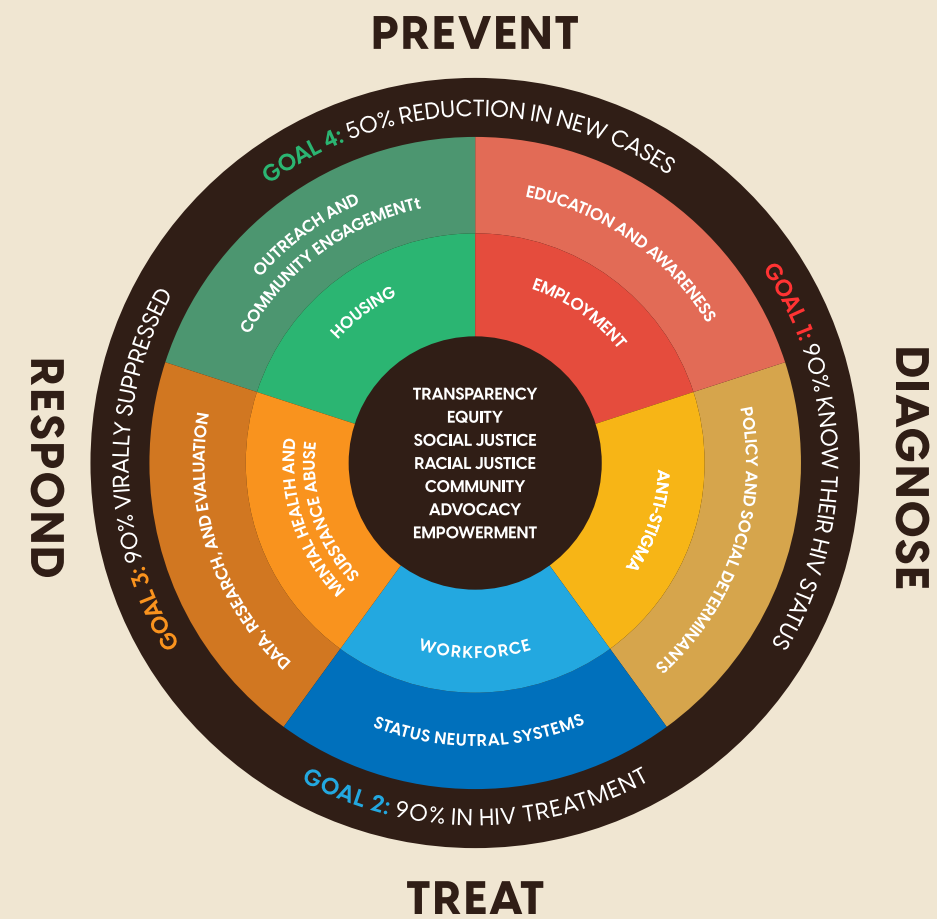 PREVENT
GOAL 4: 50% REDUCTION IN NEW CASES
GOAL 1: 90% KNOW THEIR HIV STATUS
DIAGNOSE
GOAL 2: 90% IN HIV TREATMENT
TREAT
GOAL 3: 90% VIRALLY SUPPRESSED
RESPOND
OUTREACH AND
COMMUNITY ENGAGEMENTt
HOUSING
EDUCATION AND AWARENESS
EMPLOYMENT
POLICY AND SOCIAL DETERMINANTS
ANTI-STIGMA
STATUS NEUTRAL SYSTEMS
WORKFORCE
DATA, RESEARCH, AND EVALUATION
MENTAL HEALTH AND
SUBSTANCE ABUSE
TRANSPARENCY
EQUITY
SOCIAL JUSTICE
RACIAL JUSTICE
COMMUNITY
ADVOCACY
EMPOWERMENT